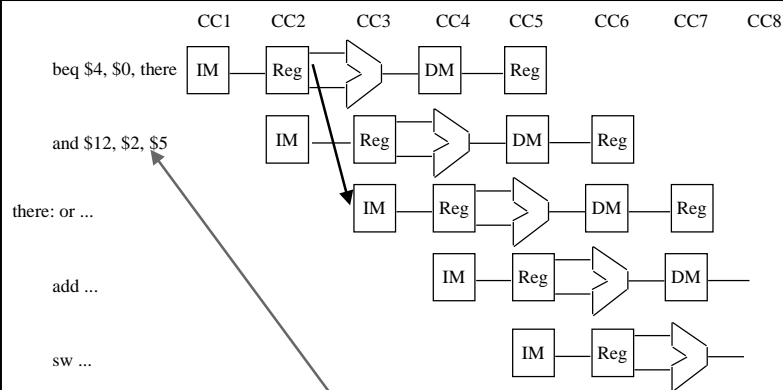 CC1 CC2 CC3 CC4 CC5 CC6 CC7 CC8
beq $4, $0, there IM Reg DM Reg
and $12, $2, $5 IM Reg DM Reg
there: or ... IM Reg DM Reg
add ... IM Reg DM
sw ... IM Reg